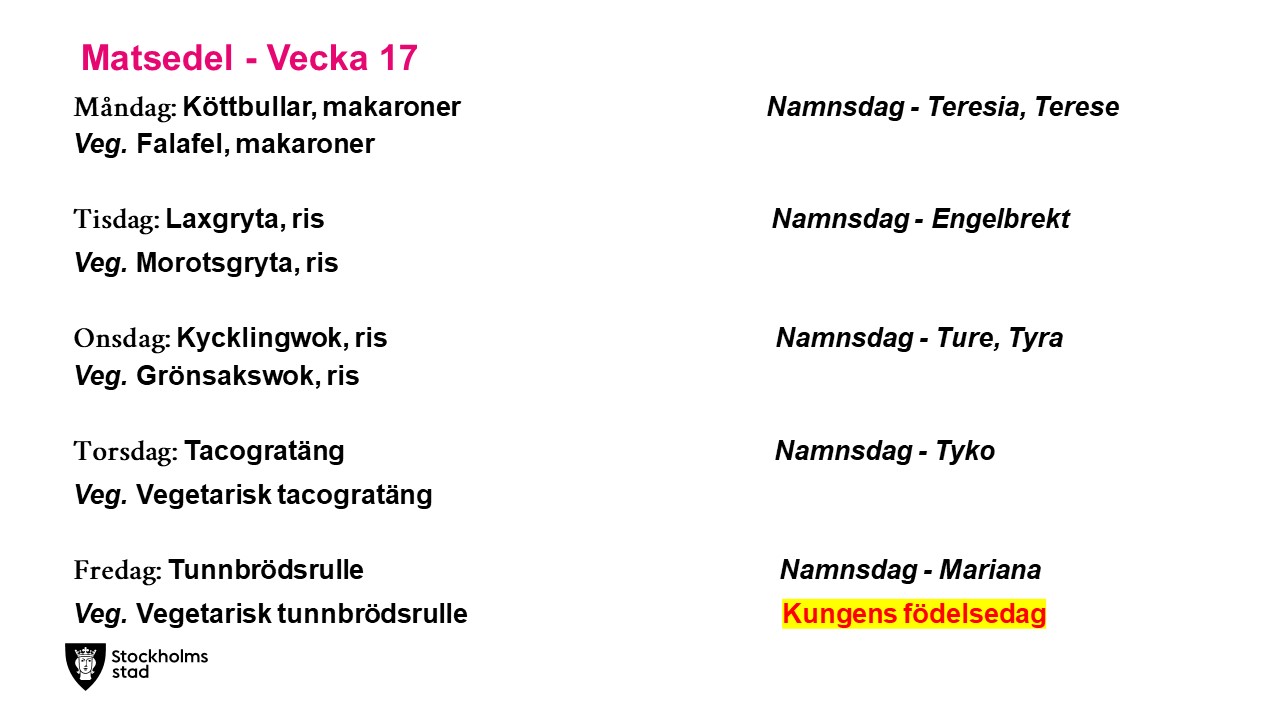 Matsedel - Vecka 17
Måndag: Köttbullar, makaroner Namnsdag - Teresia, Terese
Veg. Falafel, makaroner
Tisdag: Laxgryta, ris Namnsdag - Engelbrekt
Veg. Morotsgryta, ris
Onsdag: Kycklingwok, ris Namnsdag - Ture, Tyra
Veg. Grönsakswok, ris
Torsdag: Tacogratäng Namnsdag - Tyko
Veg. Vegetarisk tacogratäng
Fredag: Tunnbrödsrulle Namnsdag - Mariana
Veg. Vegetarisk tunnbrödsrulle Kungens födelsedag
Stockholms
stad